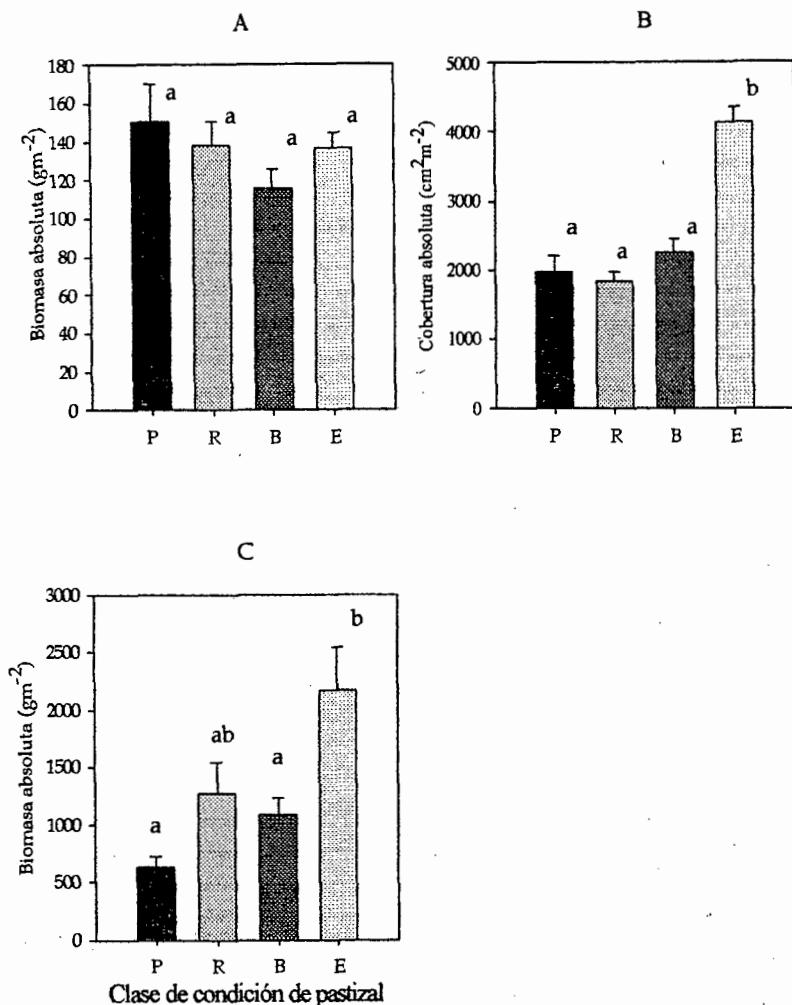 A
Biomasa absoluta (gm-2)
180
160
140
120
100
80
60
40
20
0
a
a
a
a
P R B E
B
Cobertura absoluta (cm2m-2)
5000
4000
3000
2000
1000
0
a
a
a
b
P R B E
C
Biomasa absoluta (gm-2)
3000
2500
2000
1500
1000
500
0
a
ab
a
b
P R B E
Clase de condición de pastizal